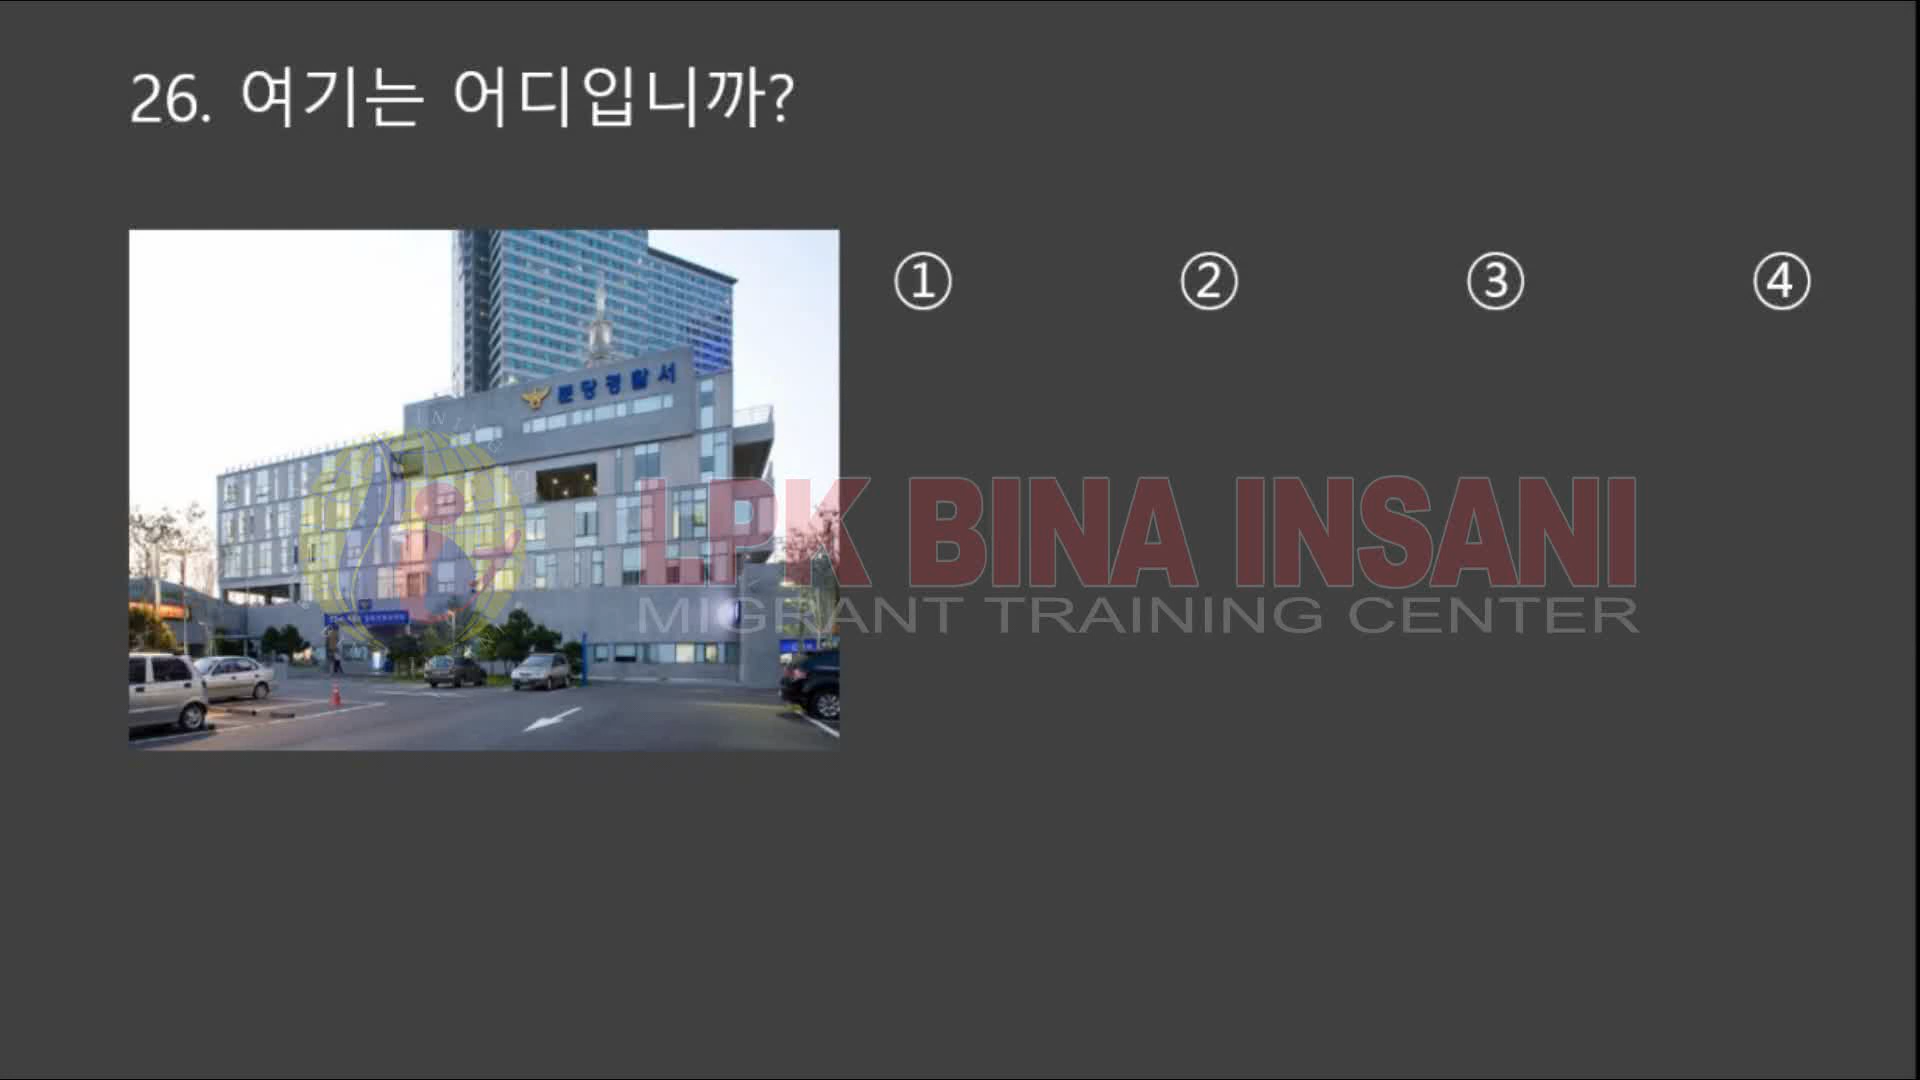 26. 여기는 어디입니까?
① ② ③ ④
분당경찰서
LPK BINA INSANI
MIGRANT TRAINING CENTER